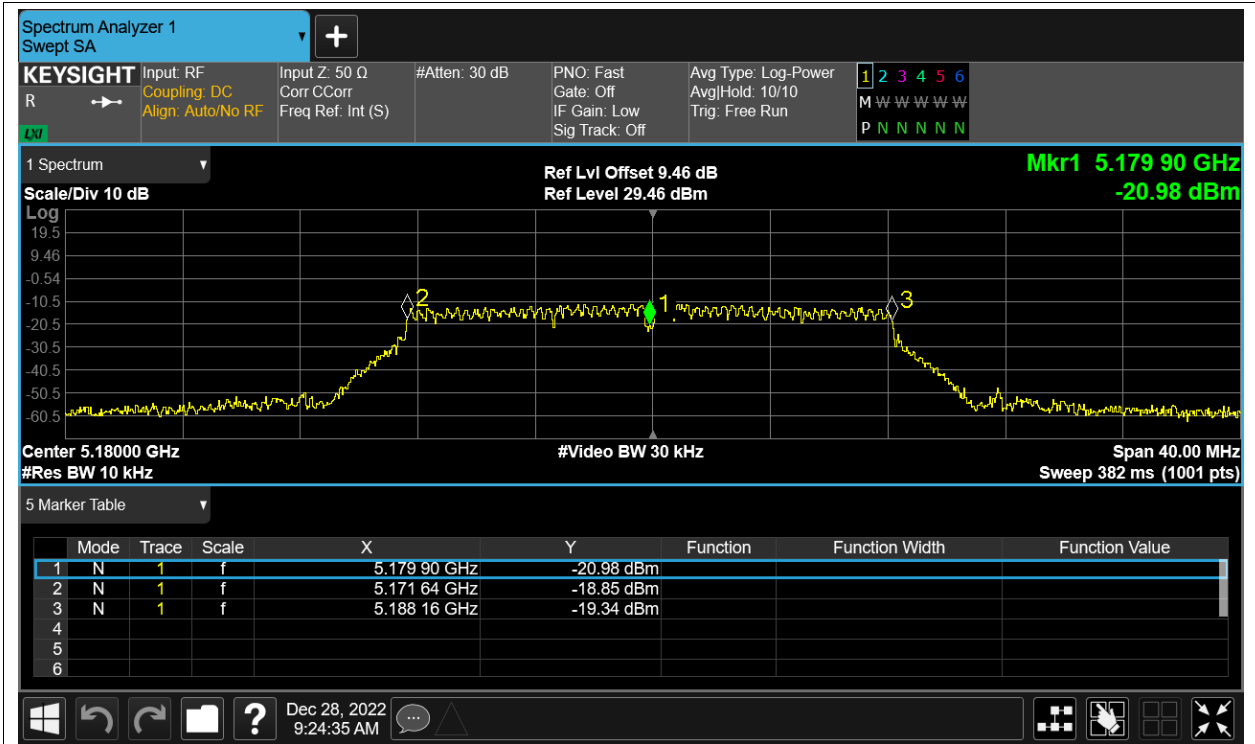 Spectrum Analyzer 1
Swept SA
KEYSIGHT Input: RF Input Z: 50 Ω #Atten: 30 dB PNO: Fast Avg Type: Log-Power 1 2 3 4 5 6
R Coupling: DC Corr CCorr Gate: Off Avg|Hold: 10/10 M W W W W W
Align: Auto/No RF Freq Ref: Int (S) IF Gain: Low Trig: Free Run
LXI Sig Track: Off P N N N N N
1 Spectrum Ref Lvl Offset 9.46 dB Mkr1 5.179 90 GHz
Scale/Div 10 dB Ref Level 29.46 dBm -20.98 dBm
Log
19.5
9.46
-0.54
-10.5 2 1 3
-20.5
-30.5
-40.5
-50.5
-60.5
Center 5.18000 GHz #Video BW 30 kHz Span 40.00 MHz
#Res BW 10 kHz Sweep 382 ms (1001 pts)
5 Marker Table
Mode Trace Scale X Y Function Function Width Function Value
1 N 1 f 5.179 90 GHz -20.98 dBm
2 N 1 f 5.171 64 GHz -18.85 dBm
3 N 1 f 5.188 16 GHz -19.34 dBm
4
5
6
? Dec 28, 2022
9:24:35 AM